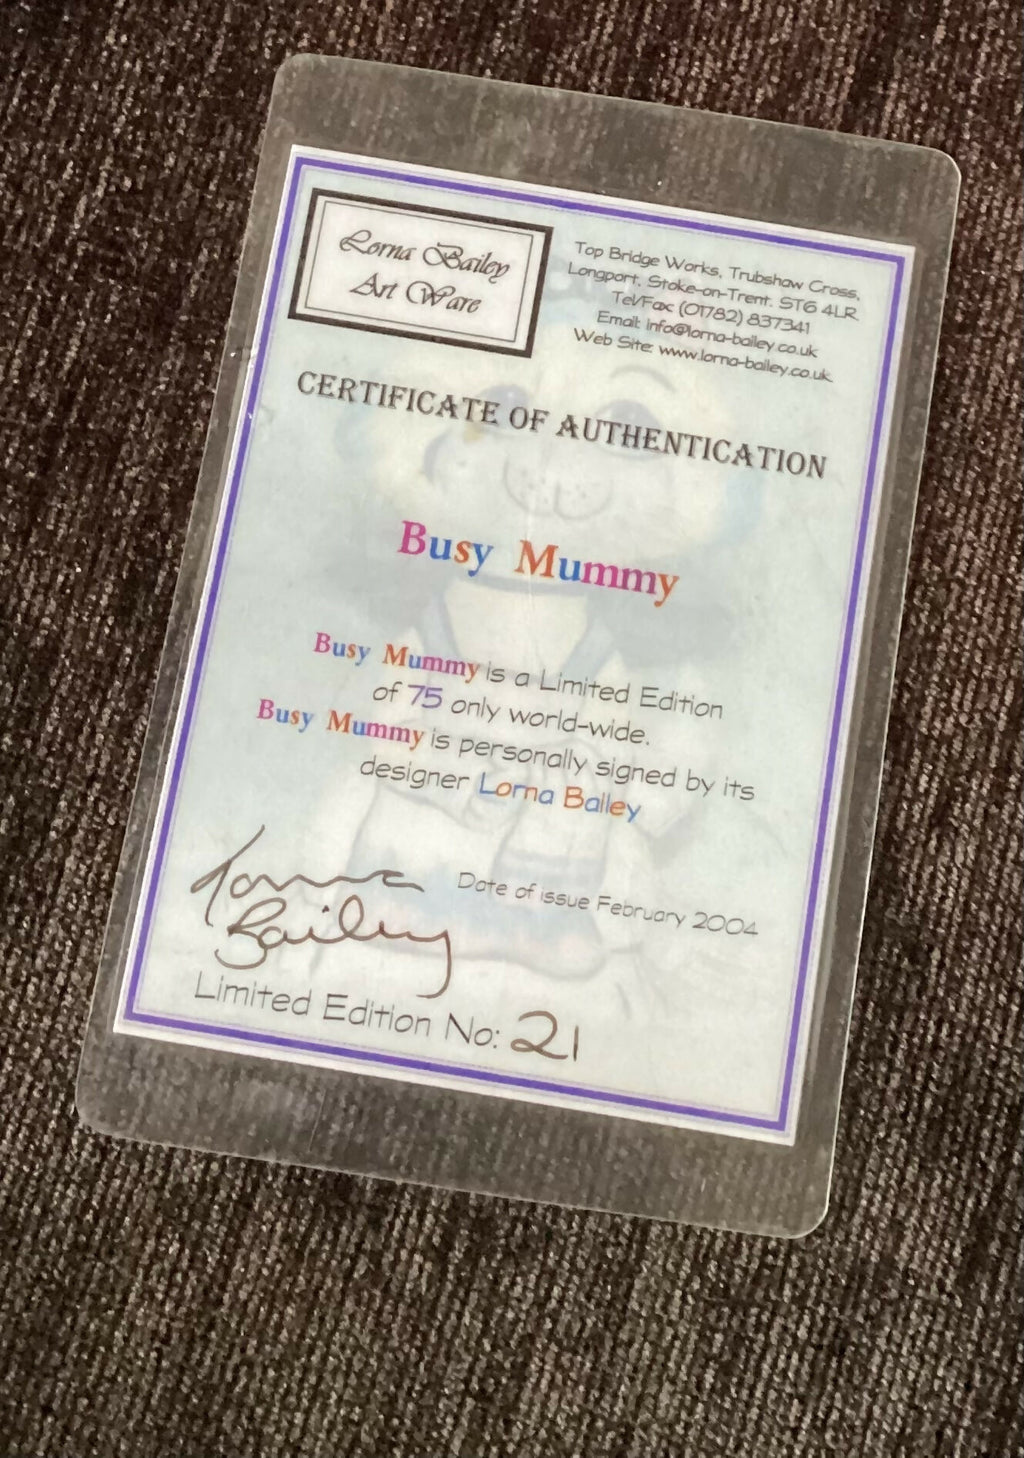 Lorna Bailey
Art Ware
Top Bridge Works, Trubshaw Cross,
Longport, Stoke-on-Trent. ST6 4LR
Tel/Fax: (01782) 837341
Email: info@lorna-bailey.co.uk
Web Site: www.lorna-bailey.co.uk
CERTIFICATE OF AUTHENTICATION
Busy Mummy
Busy Mummy is a Limited Edition
of 75 only world-wide.
Busy Mummy is personally signed by its
designer Lorna Bailey
Lorna
Bailey
Date of issue February 2004
Limited Edition No: 21